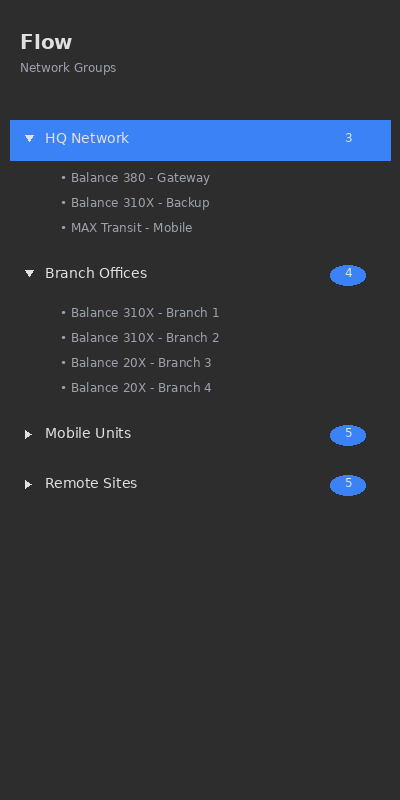 Flow
Network Groups
HQ Network 3
• Balance 380 - Gateway
• Balance 310X - Backup
• MAX Transit - Mobile
Branch Offices 4
• Balance 310X - Branch 1
• Balance 310X - Branch 2
• Balance 20X - Branch 3
• Balance 20X - Branch 4
Mobile Units 5
Remote Sites 5